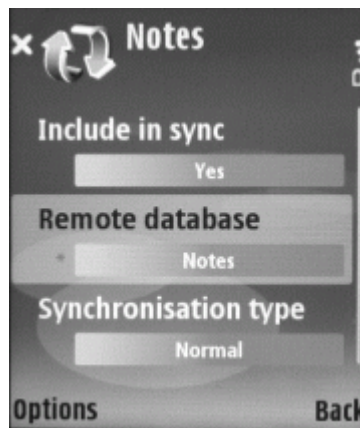 Notes
Include in sync
Yes
Remote database
* Notes
Synchronisation type
Normal
Options Back